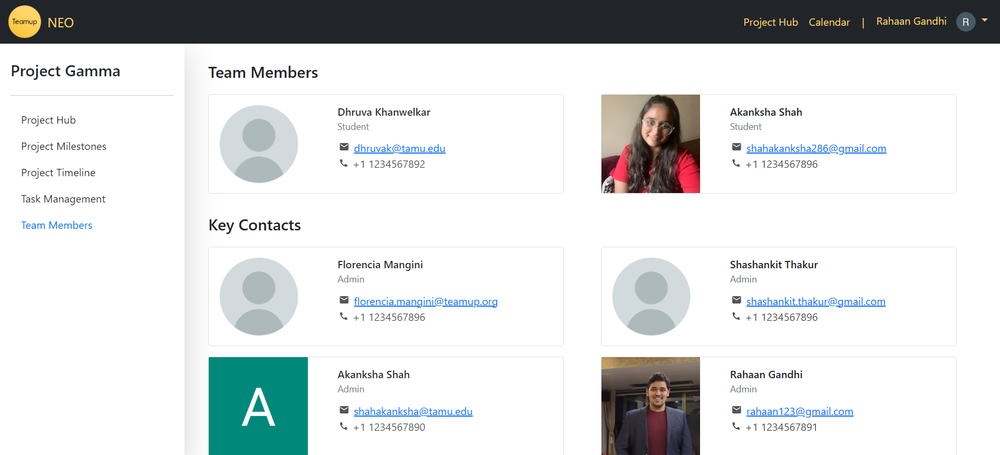 Teamup
NEO
Project Hub
Calendar
|
Rahaan Gandhi
R
Project Gamma
Project Hub
Project Milestones
Project Timeline
Task Management
Team Members
Team Members
Dhruva Khanwelkar
Student
dhruvak@tamu.edu
+1 1234567892
Akanksha Shah
Student
shahakanksha286@gmail.com
+1 1234567896
Key Contacts
Florencia Mangini
Admin
florencia.mangini@teamup.org
+1 1234567896
Shashankit Thakur
Admin
shashankit.thakur@gmail.com
+1 1234567896
A
Akanksha Shah
Admin
shahakanksha@tamu.edu
+1 1234567890
Rahaan Gandhi
Admin
rahaan123@gmail.com
+1 1234567891